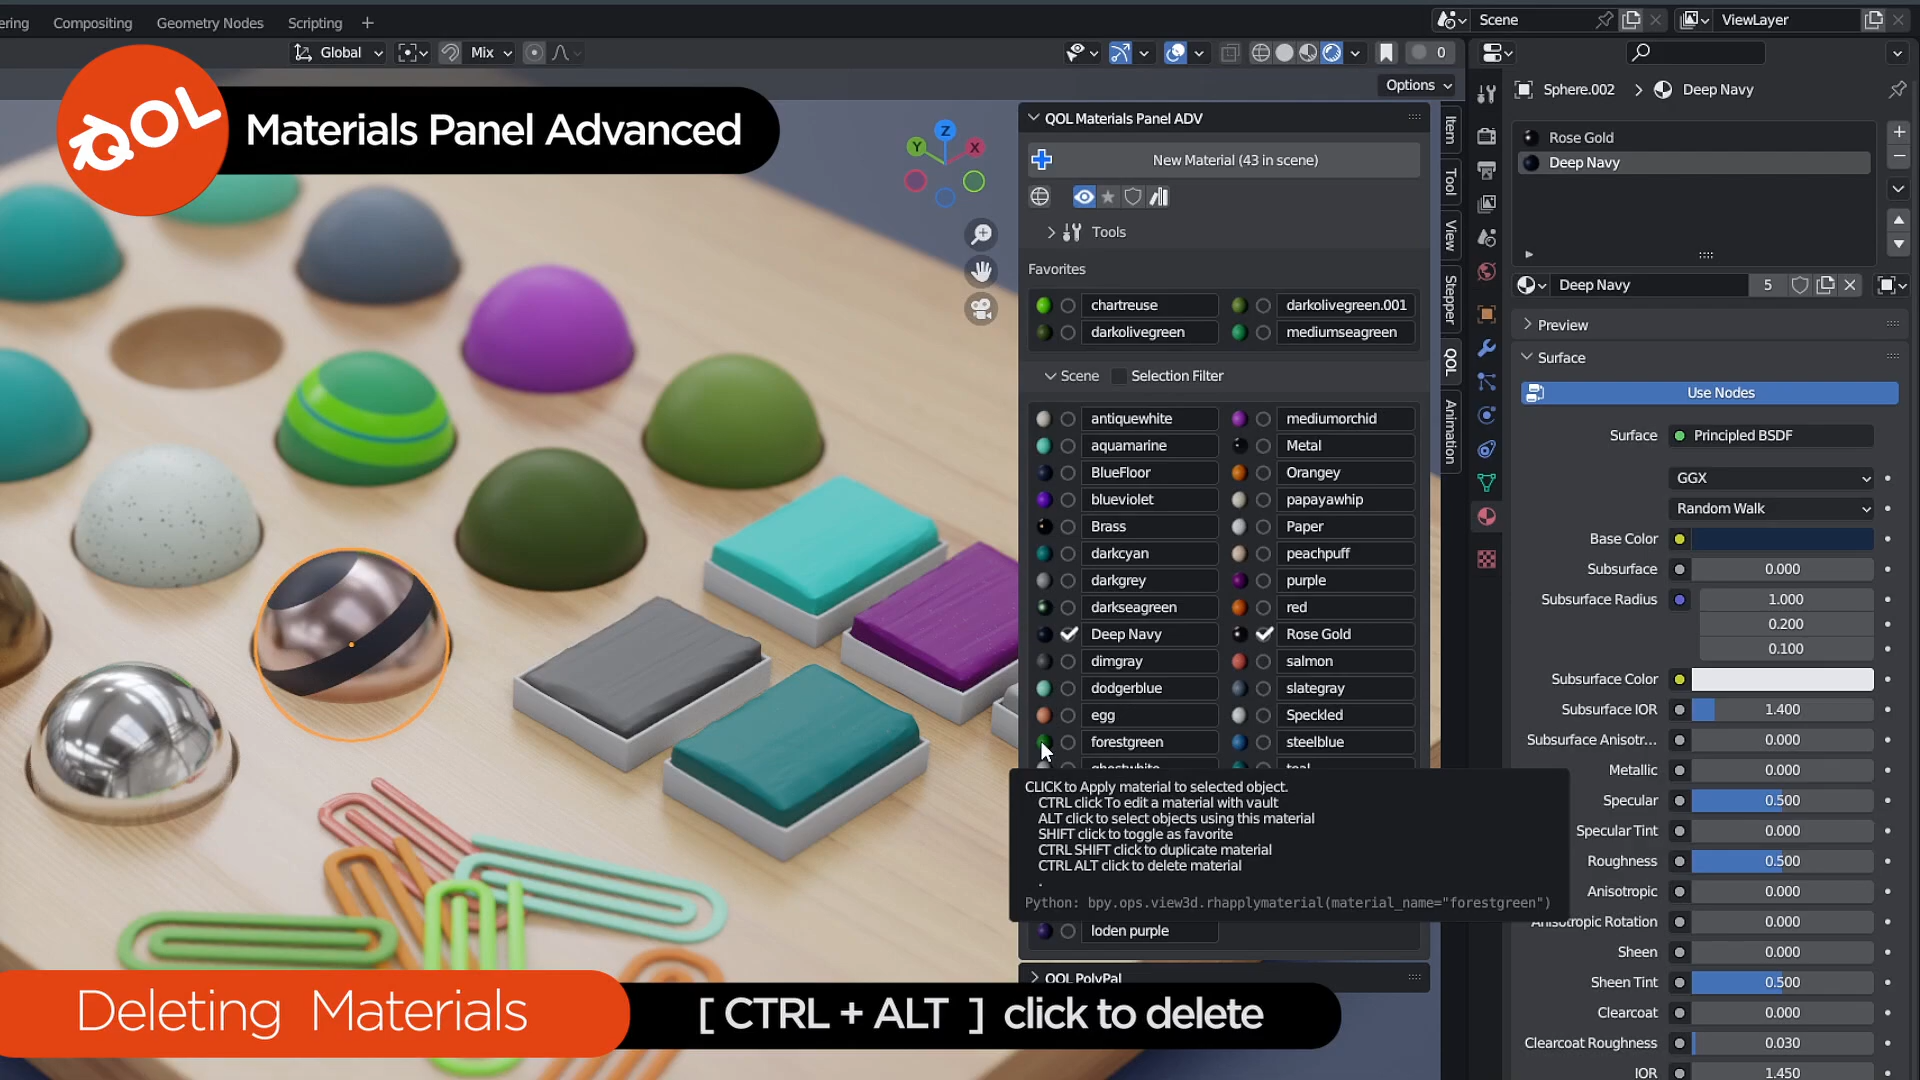 ering
Compositing
Geometry Nodes
Scripting
+
Scene
ViewLayer
Global
Mix
0
Options
QOL
Materials Panel Advanced
Z
Y
X
QOL Materials Panel ADV
New Material (43 in scene)
Tools
Favorites
chartreuse
darkolivegreen.001
darkolivegreen
mediumseagreen
Scene
Selection Filter
antiquewhite
mediumorchid
aquamarine
Metal
BlueFloor
Orangey
blueviolet
papayawhip
Brass
Paper
darkcyan
peachpuff
darkgrey
purple
darkseagreen
red
Deep Navy
Rose Gold
dimgray
salmon
dodgerblue
slategray
egg
Speckled
forestgreen
steelblue
ghostwhite
teal
CLICK to Apply material to selected object.
CTRL click To edit a material with vault
ALT click to select objects using this material
SHIFT click to toggle as favorite
CTRL SHIFT click to duplicate material
CTRL ALT click to delete material
.
Python: bpy.ops.view3d.rhapplymaterial(material_name="forestgreen")
loden purple
QOL PolyPal
Item
Tool
View
Stepper
QOL
Animation
Sphere.002
Deep Navy
Rose Gold
Deep Navy
Deep Navy
5
Preview
Surface
Use Nodes
Surface
Principled BSDF
GGX
Random Walk
Base Color
Subsurface
0.000
Subsurface Radius
1.000
0.200
0.100
Subsurface Color
Subsurface IOR
1.400
Subsurface Anisotr...
0.000
Metallic
0.000
Specular
0.500
Specular Tint
0.000
Roughness
0.500
Anisotropic
0.000
Anisotropic Rotation
0.000
Sheen
0.000
Sheen Tint
0.500
Clearcoat
0.000
Clearcoat Roughness
0.030
IOR
1.450
Deleting Materials
[ CTRL + ALT ] click to delete